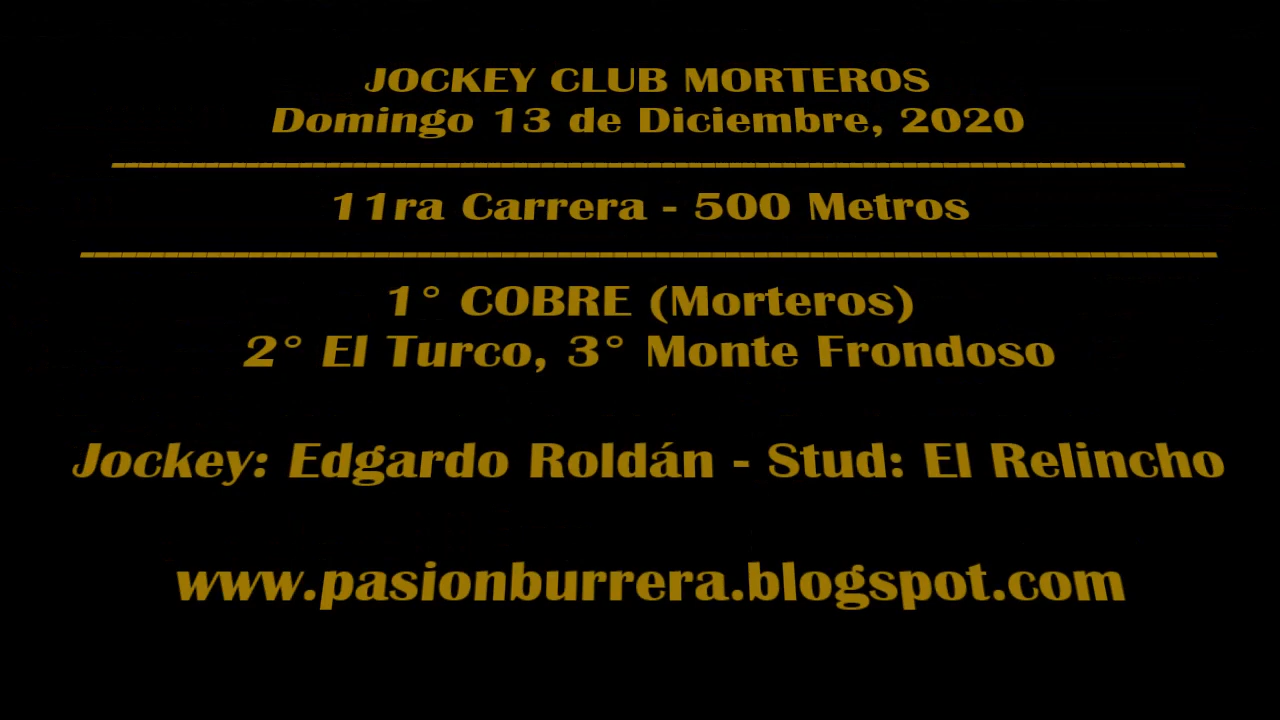 JOCKEY CLUB MORTEROS
Domingo 13 de Diciembre, 2020
11ra Carrera - 500 Metros
1° COBRE (Morteros)
2° El Turco, 3° Monte Frondoso
Jockey: Edgardo Roldán - Stud: El Relincho
www.pasionburrera.blogspot.com